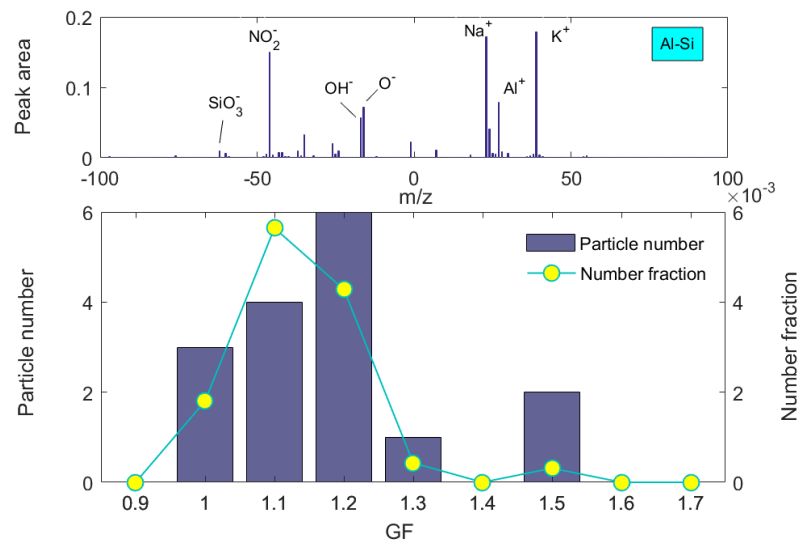 0.2
NO₂⁻
Na⁺
K⁺
Al-Si
Peak area
0.1
SiO₃⁻
OH⁻
O⁻
Al⁺
0
-100 -50 0 50 100
m/z
×10⁻³
6 6
Particle number
Number fraction
4 4
2 2
0 0
Particle number
Number fraction
0.9 1 1.1 1.2 1.3 1.4 1.5 1.6 1.7
GF